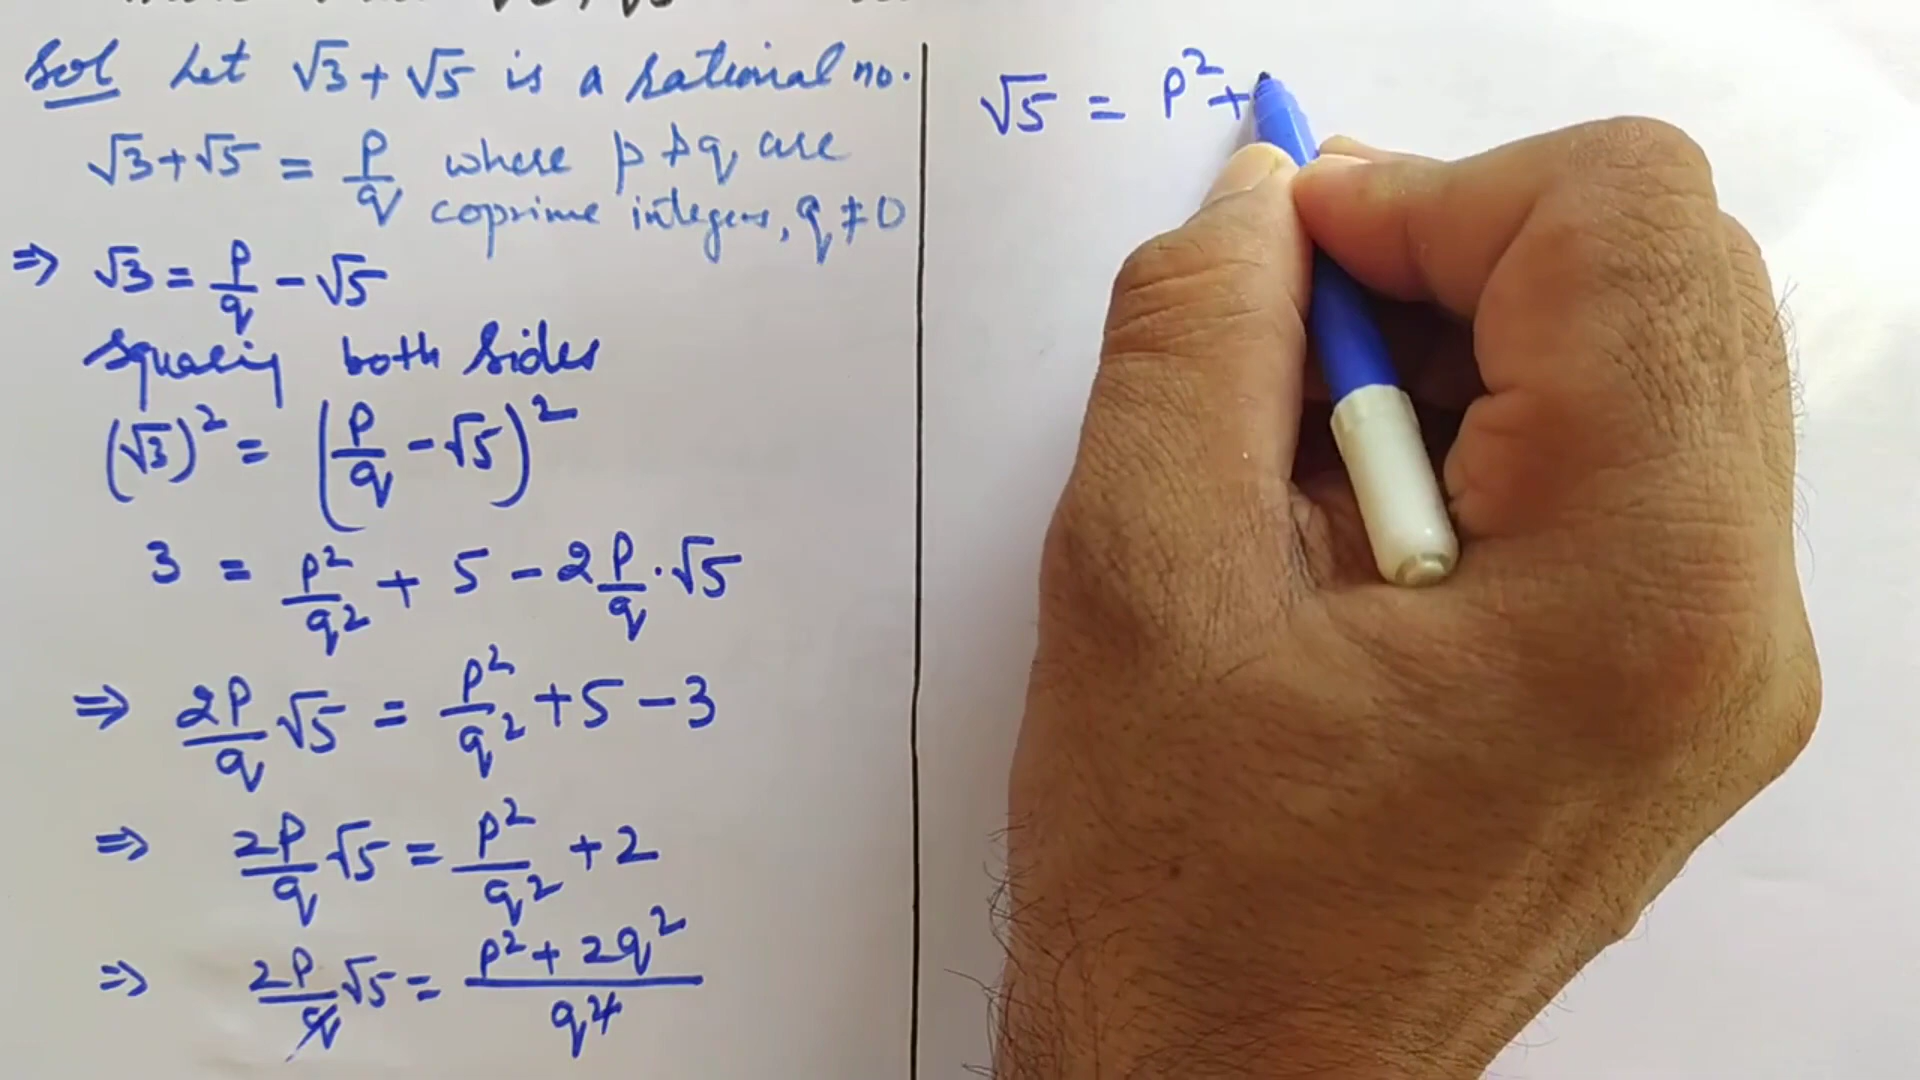 Sol Let √3 + √5 is a rational no.
√3 + √5 = p/q where p & q are
coprime integers, q ≠ 0
⇒ √3 = p/q - √5
Squaring both sides
(√3)² = (p/q - √5)²
3 = p²/q² + 5 - 2 p/q · √5
⇒ 2p/q √5 = p²/q² + 5 - 3
⇒ 2p/q √5 = p²/q² + 2
⇒ 2p/q √5 = (p² + 2q²)/q²
√5 = p² +